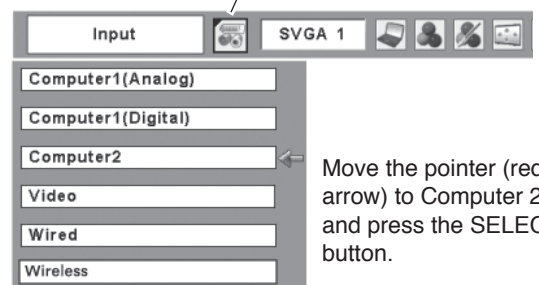 Input SVGA 1
Computer1(Analog)
Computer1(Digital)
Computer2
Video
Wired
Wireless
Move the pointer (red
arrow) to Computer 2
and press the SELEC
button.